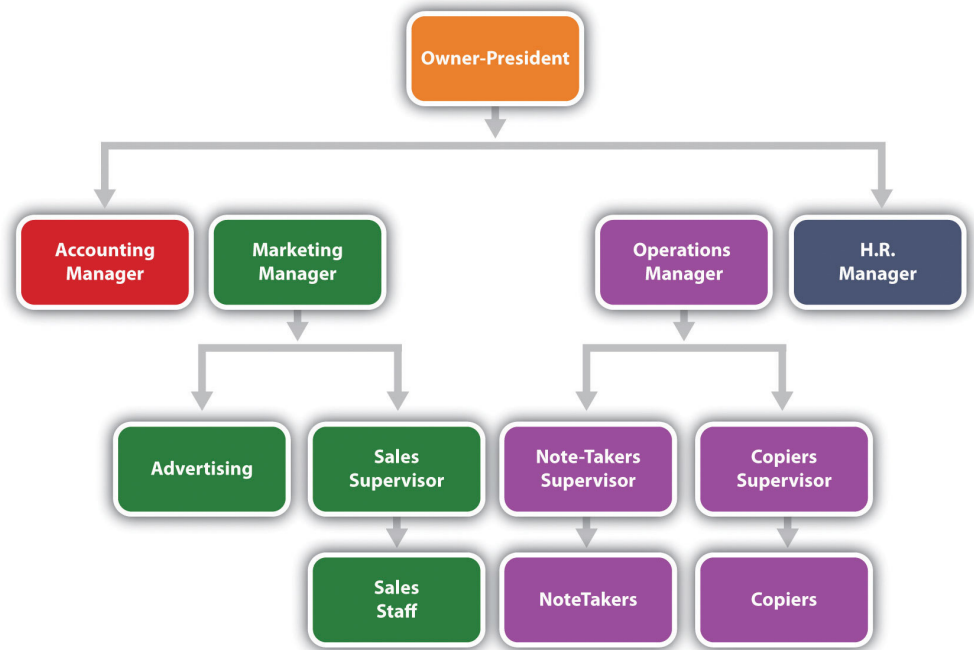 Owner-President
Accounting
Manager
Marketing
Manager
Operations
Manager
H.R.
Manager
Advertising
Sales
Supervisor
Note-Takers
Supervisor
Copiers
Supervisor
Sales
Staff
NoteTakers
Copiers